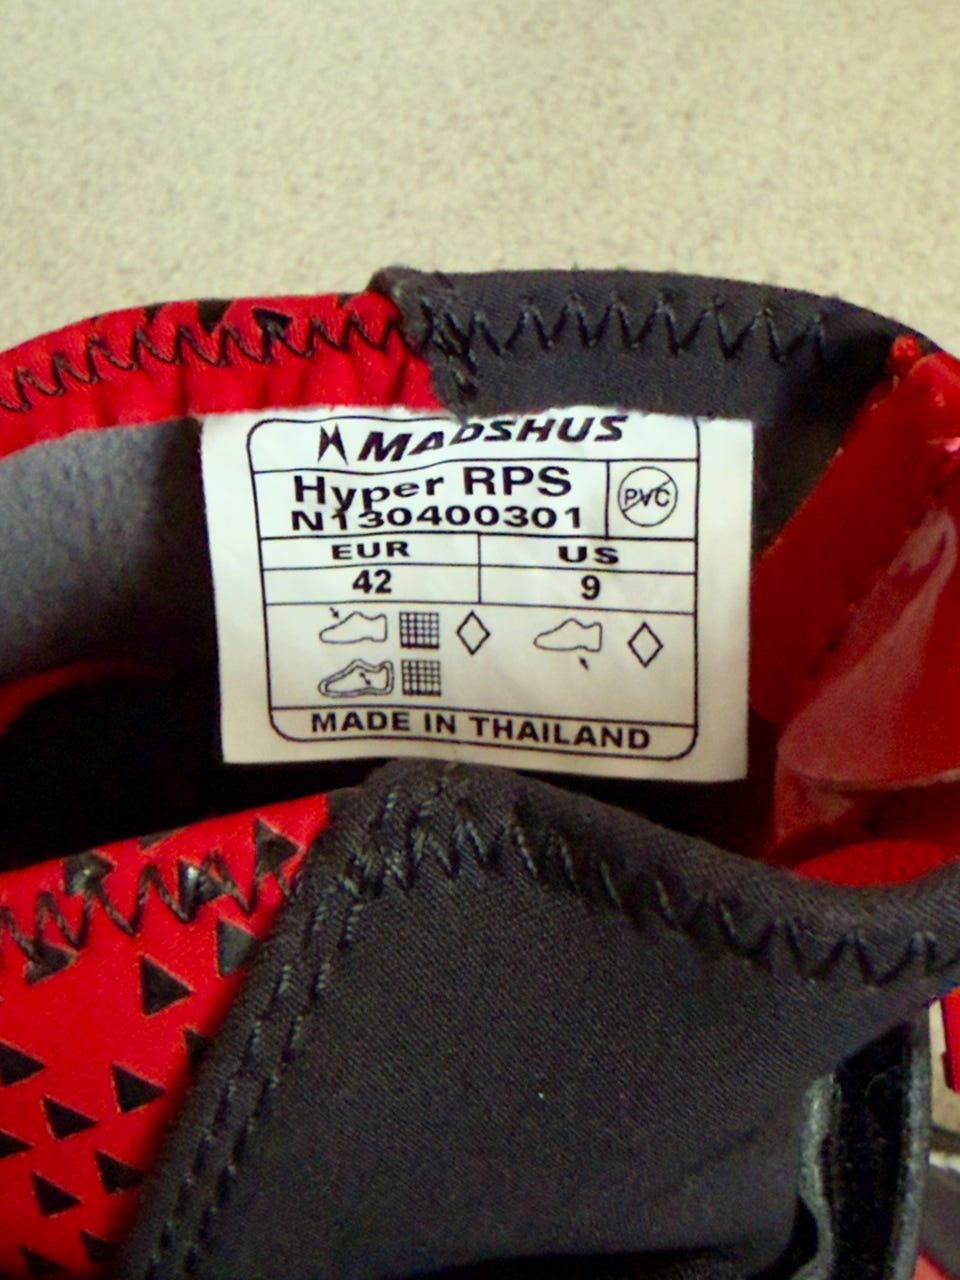 MADSHUS
Hyper RPS
N130400301
PVC
EUR US
42 9
MADE IN THAILAND